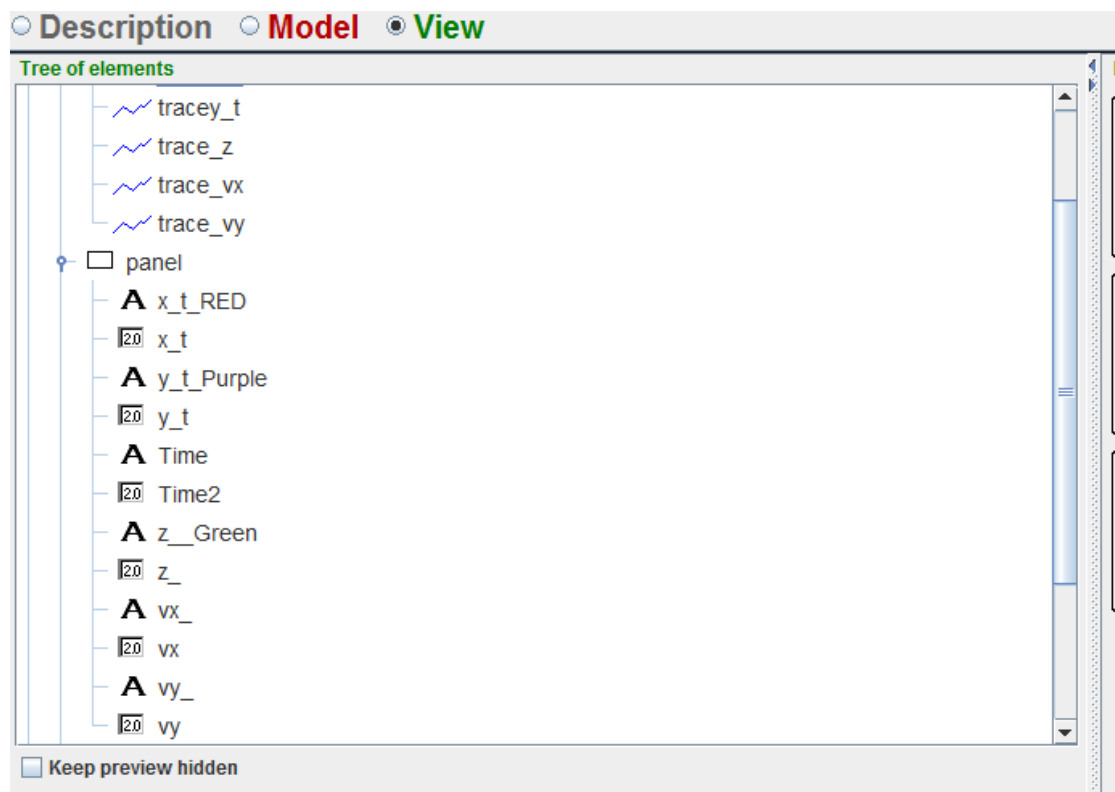 Description Model View
Tree of elements
tracey_t
trace_z
trace_vx
trace_vy
panel
A x_t_RED
2.0 x_t
A y_t_Purple
2.0 y_t
A Time
2.0 Time2
A z__Green
2.0 z_
A vx_
2.0 vx
A vy_
2.0 vy
Keep preview hidden